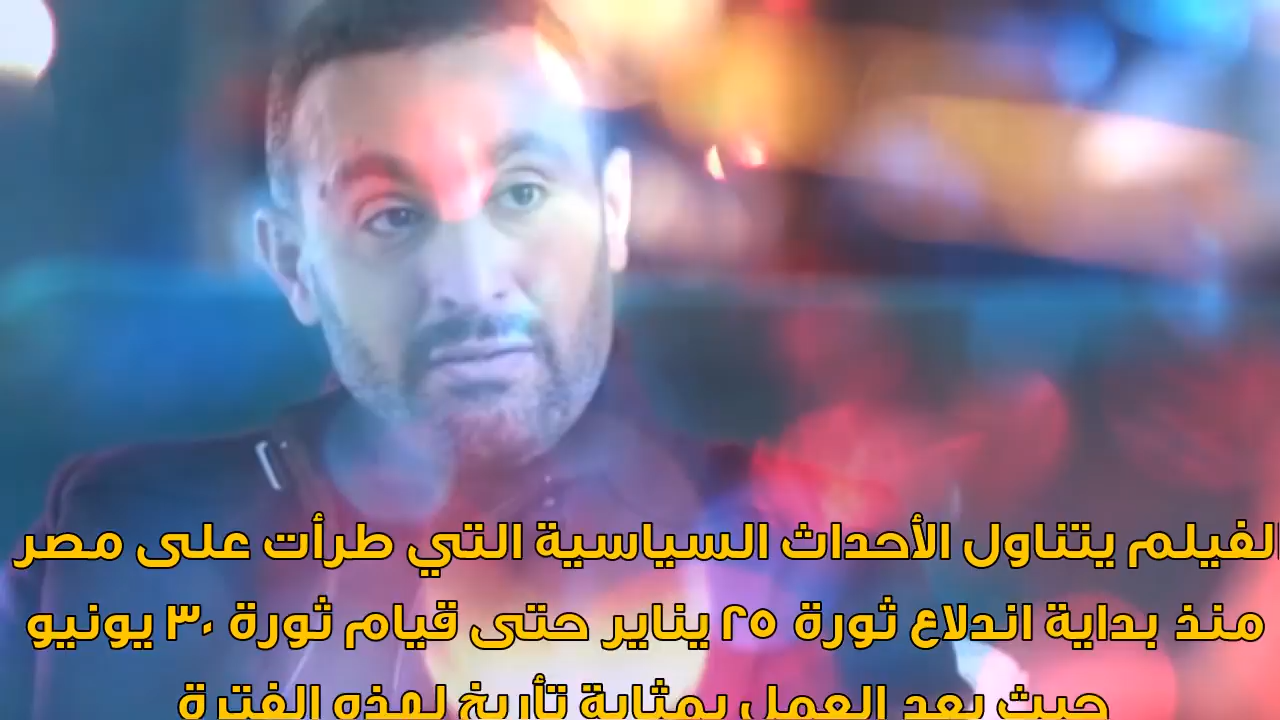 الفيلم يتناول الأحداث السياسية التي طرأت على مصر
منذ بداية اندلاع ثورة ٢٥ يناير حتى قيام ثورة ٣٠ يونيو
حيث يعد العمل بمثابة تأريخ لهذه الفترة